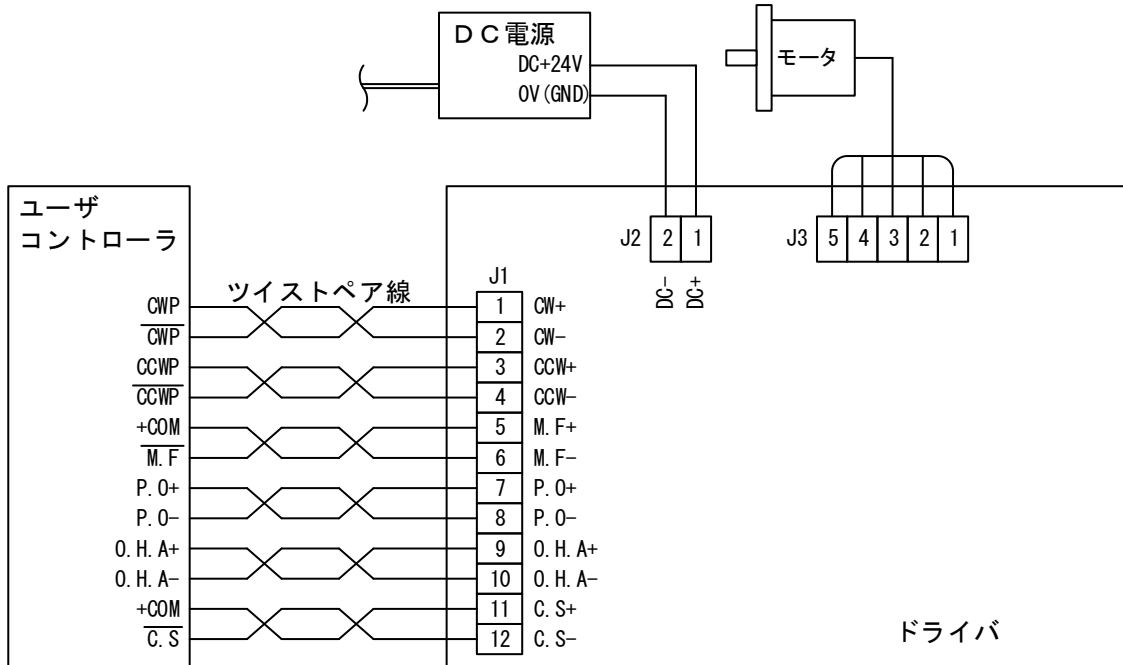 DC電源
DC+24V
0V(GND)
モータ
ユーザ
コントローラ
J2 2 1
J3 5 4 3 2 1
DC-
DC+
ツイストペア線
J1
CWP 1 CW+
C̅W̅P̅ 2 CW-
CCWP 3 CCW+
C̅C̅W̅P̅ 4 CCW-
+COM 5 M.F+
M̅.̅F̅ 6 M.F-
P.O+ 7 P.O+
P.O- 8 P.O-
O.H.A+ 9 O.H.A+
O.H.A- 10 O.H.A-
+COM 11 C.S+
C̅.̅S̅ 12 C.S-
ドライバ